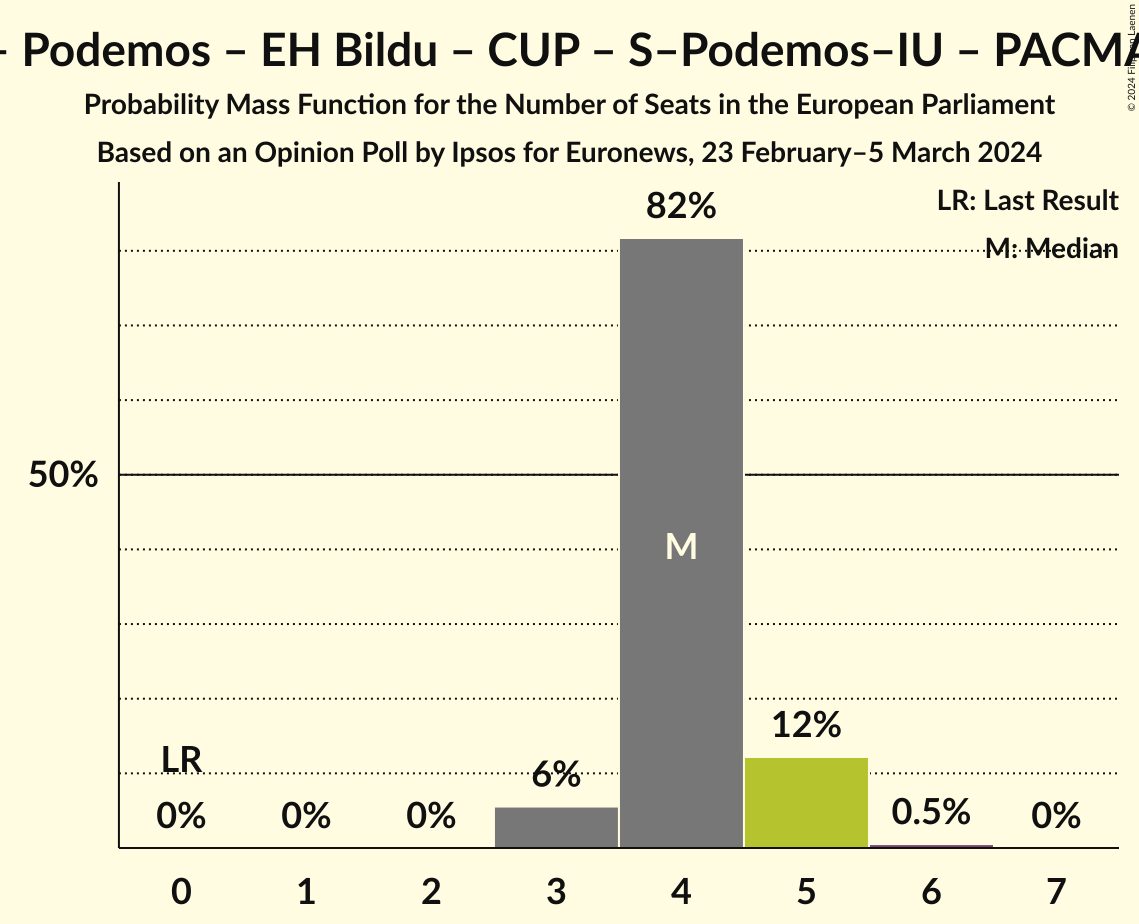 – Podemos – EH Bildu – CUP – S–Podemos–IU – PACMA
Probability Mass Function for the Number of Seats in the European Parliament
Based on an Opinion Poll by Ipsos for Euronews, 23 February–5 March 2024
© 2024 Filip van Laenen
LR: Last Result
M: Median
82%
50%
M
12%
LR
6%
0% 0% 0% 0.5% 0%
0 1 2 3 4 5 6 7